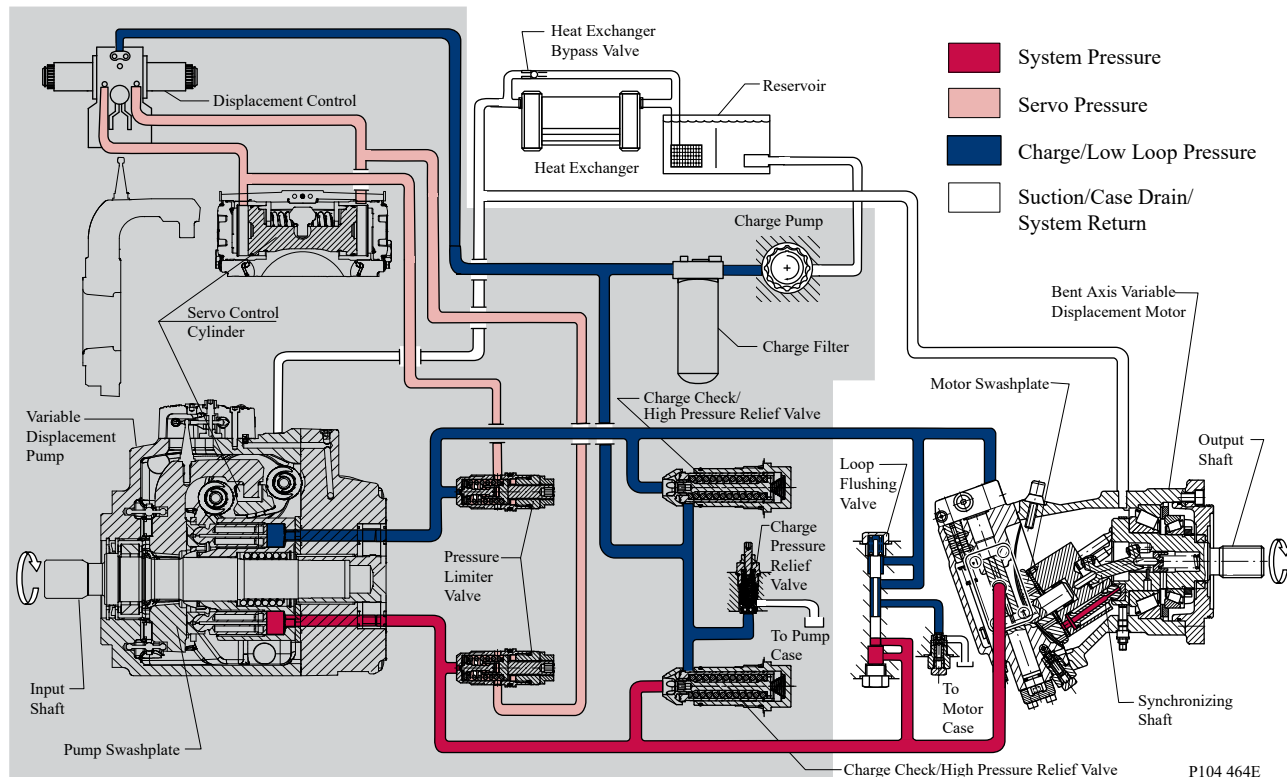 Heat Exchanger
Bypass Valve
Reservoir
System Pressure
Displacement Control
Servo Pressure
Heat Exchanger
Charge/Low Loop Pressure
Suction/Case Drain/
System Return
Charge Pump
Servo Control
Cylinder
Bent Axis Variable
Displacement Motor
Charge Filter
Motor Swashplate
Charge Check/
High Pressure Relief Valve
Variable
Displacement
Pump
Output
Shaft
Loop
Flushing
Valve
Pressure
Limiter
Valve
Charge
Pressure
Relief
Valve
To Pump
Case
Input
Shaft
To
Motor
Case
Synchronizing
Shaft
Pump Swashplate
Charge Check/High Pressure Relief Valve
P104 464E